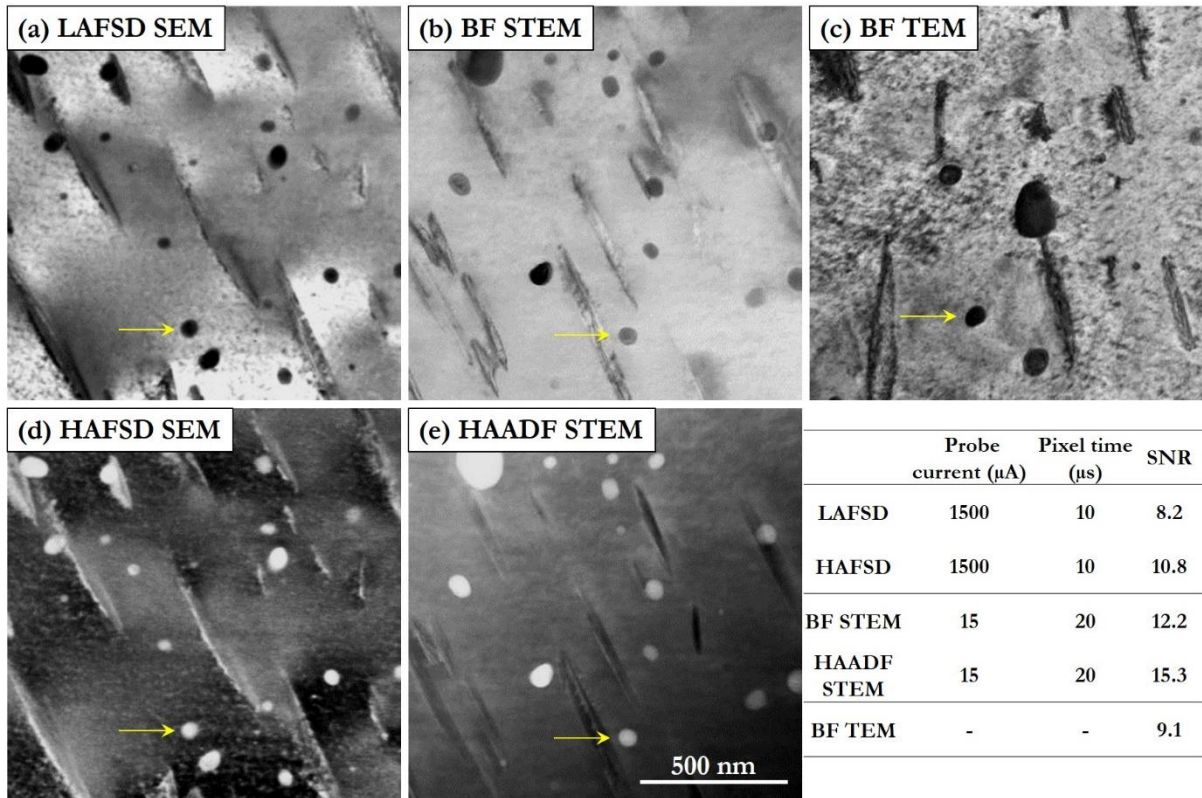 (a) LAFSD SEM
(b) BF STEM
(c) BF TEM
(d) HAFSD SEM
(e) HAADF STEM
500 nm
Probe current (µA) Pixel time (µs) SNR
LAFSD 1500 10 8.2
HAFSD 1500 10 10.8
BF STEM 15 20 12.2
HAADF STEM 15 20 15.3
BF TEM - - 9.1